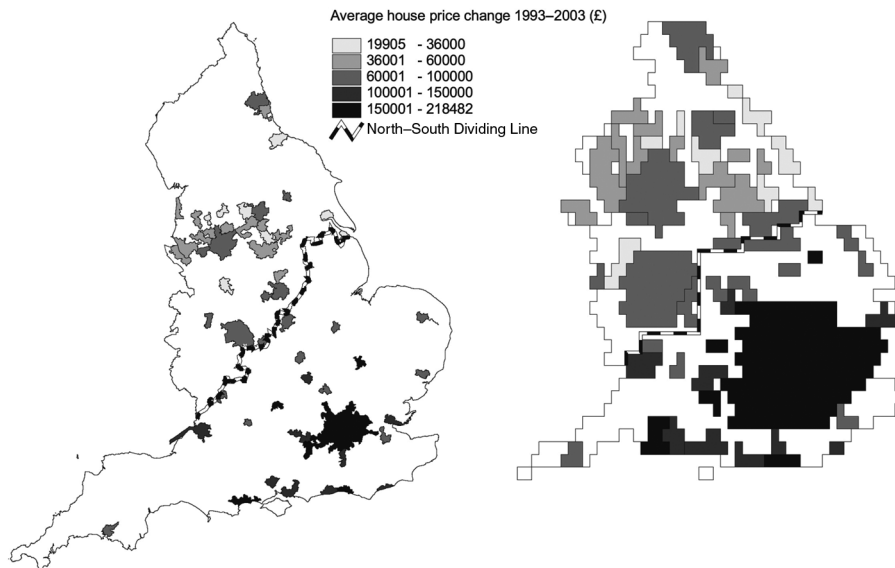 Average house price change 1993–2003 (£)
19905 - 36000
36001 - 60000
60001 - 100000
100001 - 150000
150001 - 218482
North–South Dividing Line